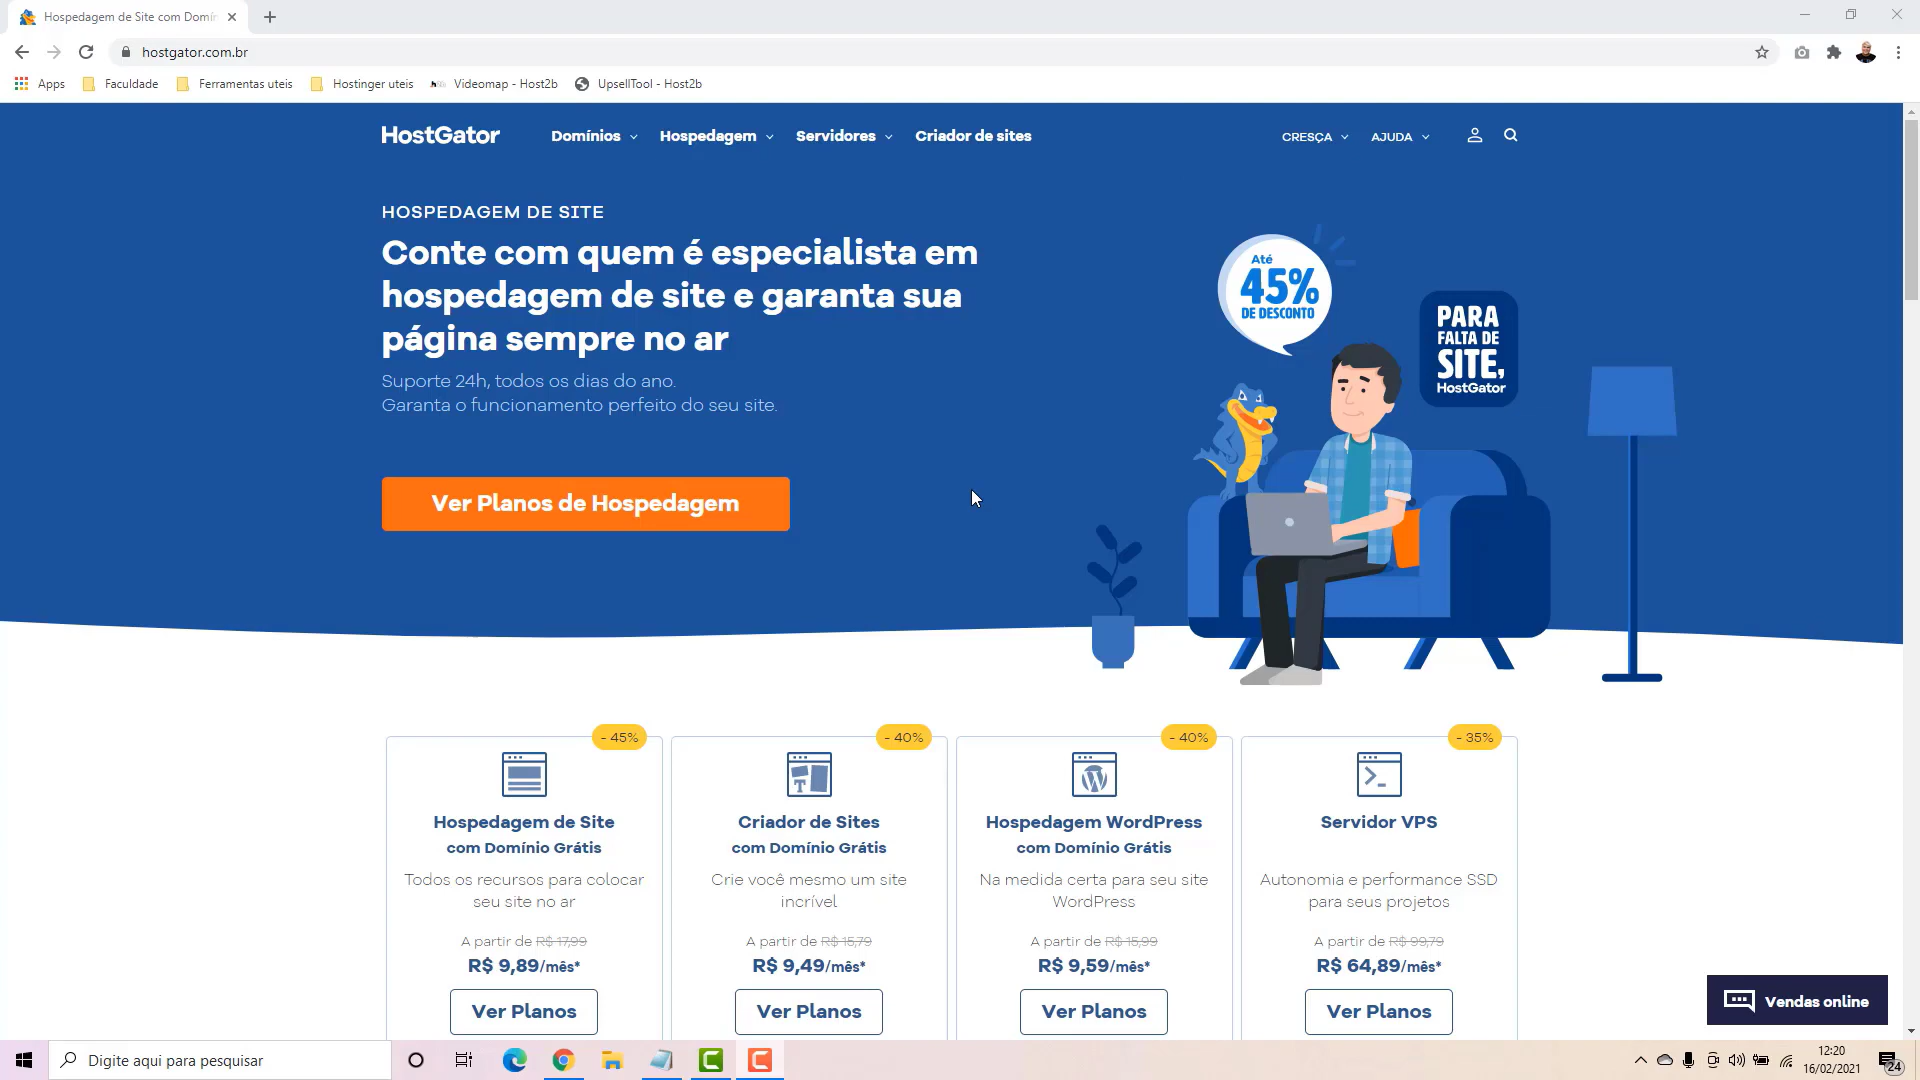 Hospedagem de Site com Domín
hostgator.com.br
Apps
Faculdade
Ferramentas uteis
Hostinger uteis
Videomap - Host2b
UpsellTool - Host2b
HostGator
Domínios
Hospedagem
Servidores
Criador de sites
CRESÇA
AJUDA
HOSPEDAGEM DE SITE
Conte com quem é especialista em
hospedagem de site e garanta sua
página sempre no ar
Suporte 24h, todos os dias do ano.
Garanta o funcionamento perfeito do seu site.
Ver Planos de Hospedagem
Até
45%
DE DESCONTO
PARA
FALTA DE
SITE,
HostGator
- 45%
Hospedagem de Site
com Domínio Grátis
Todos os recursos para colocar
seu site no ar
A partir de R$ 17,99
R$ 9,89/mês*
Ver Planos
- 40%
Criador de Sites
com Domínio Grátis
Crie você mesmo um site
incrível
A partir de R$ 15,79
R$ 9,49/mês*
Ver Planos
- 40%
Hospedagem WordPress
com Domínio Grátis
Na medida certa para seu site
WordPress
A partir de R$ 15,99
R$ 9,59/mês*
Ver Planos
- 35%
Servidor VPS
Autonomia e performance SSD
para seus projetos
A partir de R$ 99,79
R$ 64,89/mês*
Ver Planos
Vendas online
Digite aqui para pesquisar
12:20
16/02/2021
24